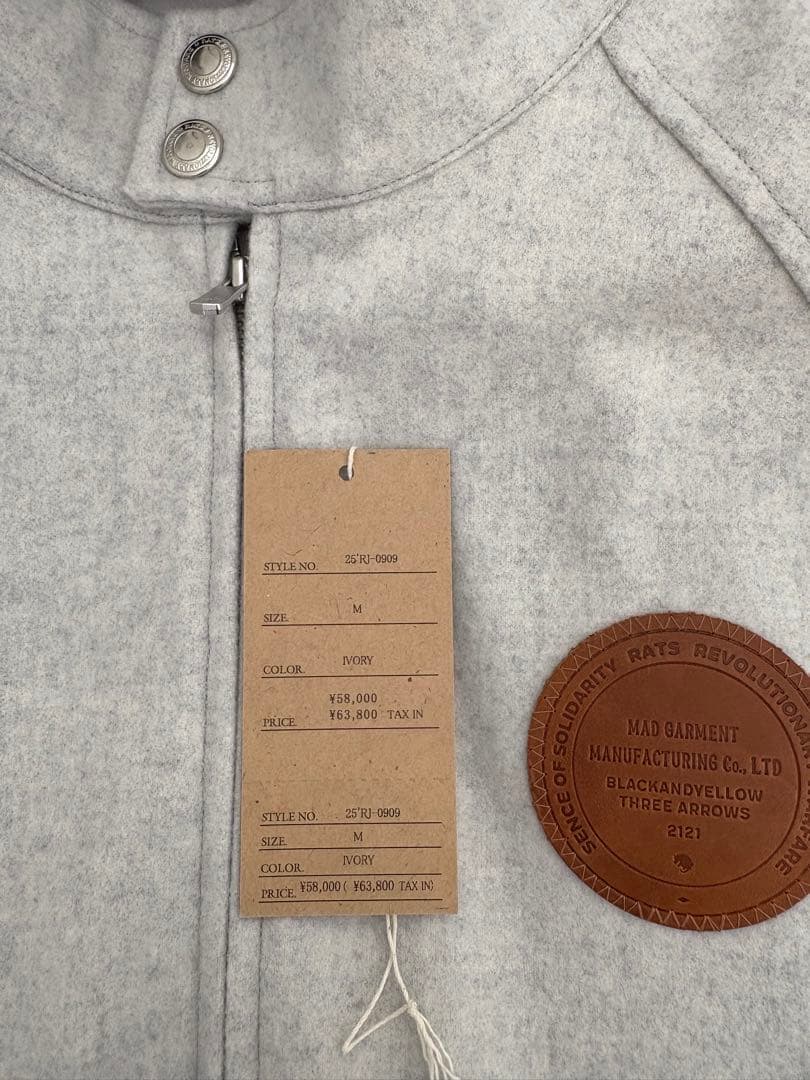 STYLE NO. 25'RJ-0909
SIZE. M
COLOR. IVORY
¥58,000
PRICE. ¥63,800 TAX IN
STYLE NO. 25'RJ-0909
SIZE. M
COLOR. IVORY
PRICE. ¥58,000 ( ¥63,800 TAX IN)
SENCE OF SOLIDARITY RATS REVOLUTIONARY
MAD GARMENT
MANUFACTURING Co., LTD
BLACKANDYELLOW
THREE ARROWS
2121